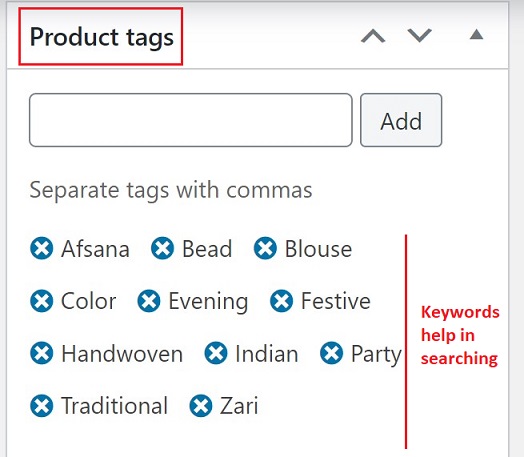 Product tags
Add
Separate tags with commas
Afsana Bead Blouse
Color Evening Festive
Handwoven Indian Party
Traditional Zari
Keywords
help in
searching